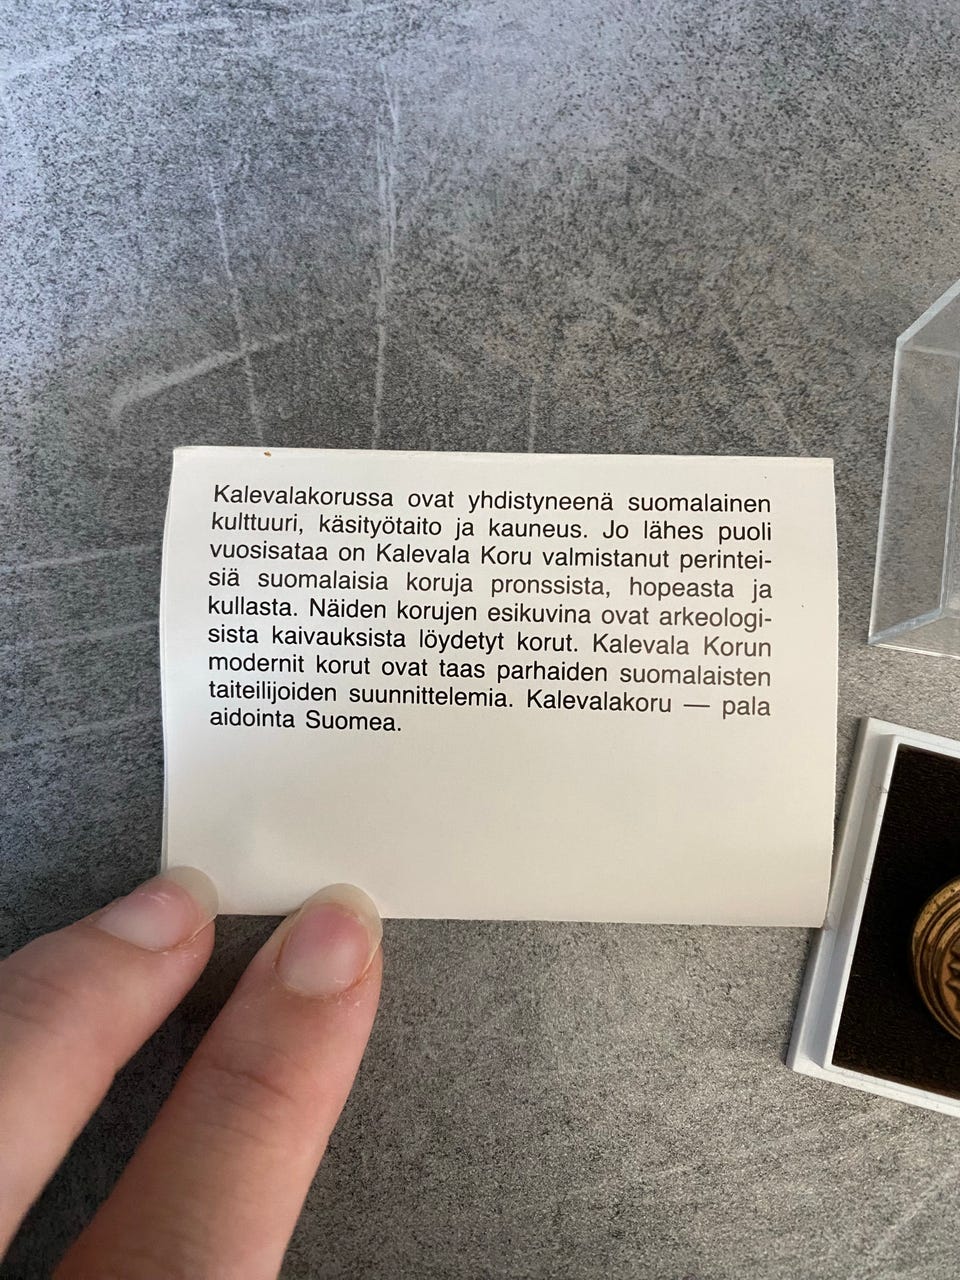 Kalevalakorussa ovat yhdistyneenä suomalainen
kulttuuri, käsityötaito ja kauneus. Jo lähes puoli
vuosisataa on Kalevala Koru valmistanut perintei-
siä suomalaisia koruja pronssista, hopeasta ja
kullasta. Näiden korujen esikuvina ovat arkeologi-
sista kaivauksista löydetyt korut. Kalevala Korun
modernit korut ovat taas parhaiden suomalaisten
taiteilijoiden suunnittelemia. Kalevalakoru — pala
aidointa Suomea.